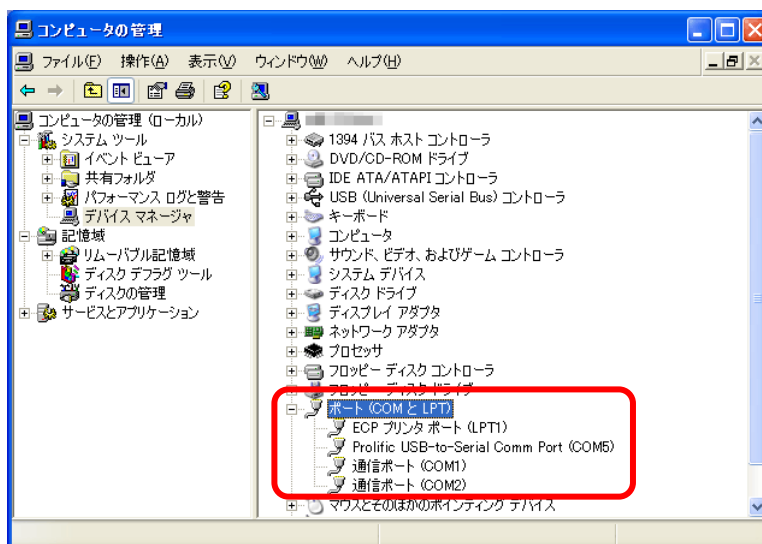 コンピュータの管理
ファイル(F) 操作(A) 表示(V) ウィンドウ(W) ヘルプ(H)
コンピュータの管理 (ローカル)
システム ツール
イベント ビューア
共有フォルダ
パフォーマンス ログと警告
デバイス マネージャ
記憶域
リムーバブル記憶域
ディスク デフラグ ツール
ディスクの管理
サービスとアプリケーション
1394 バス ホスト コントローラ
DVD/CD-ROM ドライブ
IDE ATA/ATAPI コントローラ
USB (Universal Serial Bus) コントローラ
キーボード
コンピュータ
サウンド、ビデオ、およびゲーム コントローラ
システム デバイス
ディスク ドライブ
ディスプレイ アダプタ
ネットワーク アダプタ
プロセッサ
フロッピー ディスク コントローラ
フロッピー ディスク ドライブ
ポート (COM と LPT)
ECP プリンタ ポート (LPT1)
Prolific USB-to-Serial Comm Port (COM5)
通信ポート (COM1)
通信ポート (COM2)
マウスとそのほかのポインティング デバイス